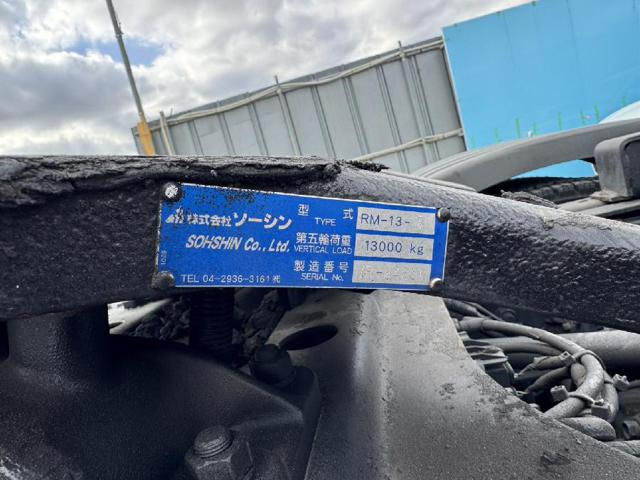 株式会社 ソーシン
SOHSHIN Co., Ltd.
TEL 04-2936-3161㈹
型式 TYPE RM-13-
第五輪荷重 VERTICAL LOAD 13000 kg
製造番号 SERIAL No.